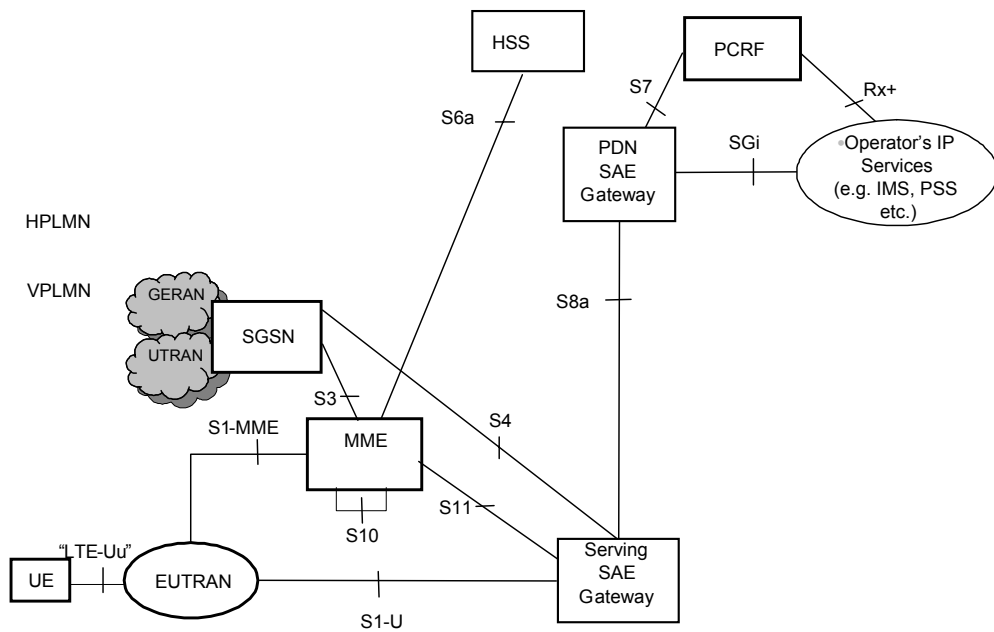 HSS
PCRF
S7
Rx+
S6a
SGi
PDN
SAE
Gateway
Operator's IP
Services
(e.g. IMS, PSS
etc.)
HPLMN
VPLMN
GERAN
S8a
SGSN
UTRAN
S3
S1-MME
MME
S4
S11
S10
"LTE-Uu"
UE
EUTRAN
Serving
SAE
Gateway
S1-U